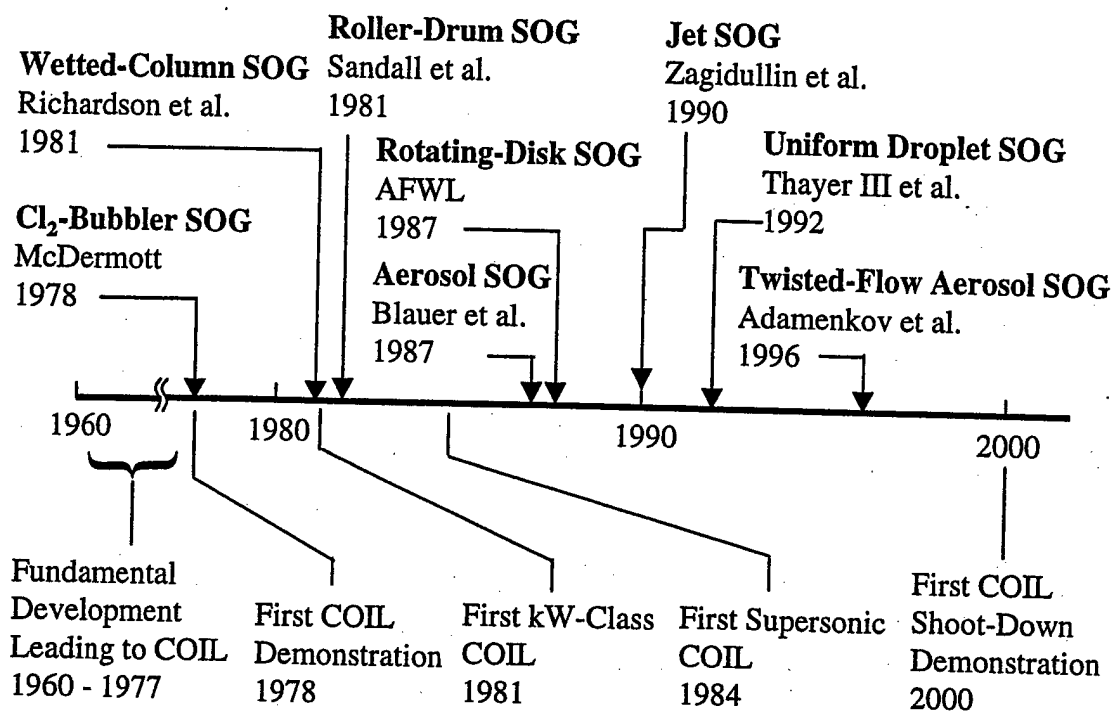 Wetted-Column SOG
Richardson et al.
1981
Roller-Drum SOG
Sandall et al.
1981
Jet SOG
Zagidullin et al.
1990
Cl₂-Bubbler SOG
McDermott
1978
Rotating-Disk SOG
AFWL
1987
Uniform Droplet SOG
Thayer III et al.
1992
Aerosol SOG
Blauer et al.
1987
Twisted-Flow Aerosol SOG
Adamenkov et al.
1996
1960
1980
1990
2000
Fundamental
Development
Leading to COIL
1960 - 1977
First COIL
Demonstration
1978
First kW-Class
COIL
1981
First Supersonic
COIL
1984
First COIL
Shoot-Down
Demonstration
2000